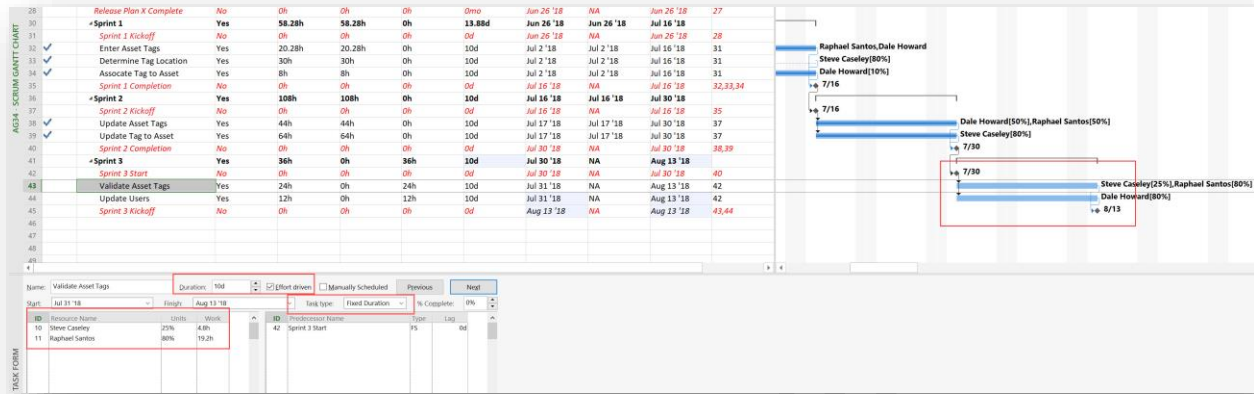 AG34 - SCRUM GANTT CHART
28 Release Plan X Complete No 0h 0h 0h 0mo Jun 26 '18 NA Jun 26 '18 27
30 Sprint 1 Yes 58.28h 58.28h 0h 13.88d Jun 26 '18 Jun 26 '18 Jul 16 '18
31 Sprint 1 Kickoff No 0h 0h 0h 0d Jun 26 '18 NA Jun 26 '18 28
32 Enter Asset Tags Yes 20.28h 20.28h 0h 10d Jul 2 '18 Jul 2 '18 Jul 16 '18 31 Raphael Santos,Dale Howard
33 Determine Tag Location Yes 30h 30h 0h 10d Jul 2 '18 Jul 2 '18 Jul 16 '18 31 Steve Caseley[80%]
34 Assocate Tag to Asset Yes 8h 8h 0h 10d Jul 2 '18 Jul 2 '18 Jul 16 '18 31 Dale Howard[10%]
35 Sprint 1 Completion No 0h 0h 0h 0d Jul 16 '18 NA Jul 16 '18 32,33,34 7/16
36 Sprint 2 Yes 108h 108h 0h 10d Jul 16 '18 Jul 16 '18 Jul 30 '18
37 Sprint 2 Kickoff No 0h 0h 0h 0d Jul 16 '18 NA Jul 16 '18 35 7/16
38 Update Asset Tags Yes 44h 44h 0h 10d Jul 17 '18 Jul 17 '18 Jul 30 '18 37 Dale Howard[50%],Raphael Santos[50%]
39 Update Tag to Asset Yes 64h 64h 0h 10d Jul 17 '18 Jul 17 '18 Jul 30 '18 37 Steve Caseley[80%]
40 Sprint 2 Completion No 0h 0h 0h 0d Jul 30 '18 NA Jul 30 '18 38,39 7/30
41 Sprint 3 Yes 36h 0h 36h 10d Jul 30 '18 NA Aug 13 '18
42 Sprint 3 Start No 0h 0h 0h 0d Jul 30 '18 NA Jul 30 '18 40 7/30
43 Validate Asset Tags Yes 24h 0h 24h 10d Jul 31 '18 NA Aug 13 '18 42 Steve Caseley[25%],Raphael Santos[80%]
44 Update Users Yes 12h 0h 12h 10d Jul 31 '18 NA Aug 13 '18 42 Dale Howard[80%]
45 Sprint 3 Kickoff No 0h 0h 0h 0d Aug 13 '18 NA Aug 13 '18 43,44 8/13
46
47
48
49
TASK FORM
Name: Validate Asset Tags Duration: 10d Effort driven Manually Scheduled Previous Next
Start: Jul 31 '18 Finish: Aug 13 '18 Task type: Fixed Duration % Complete: 0%
ID Resource Name Units Work ID Predecessor Name Type Lag
10 Steve Caseley 25% 4.8h 42 Sprint 3 Start FS 0d
11 Raphael Santos 80% 19.2h